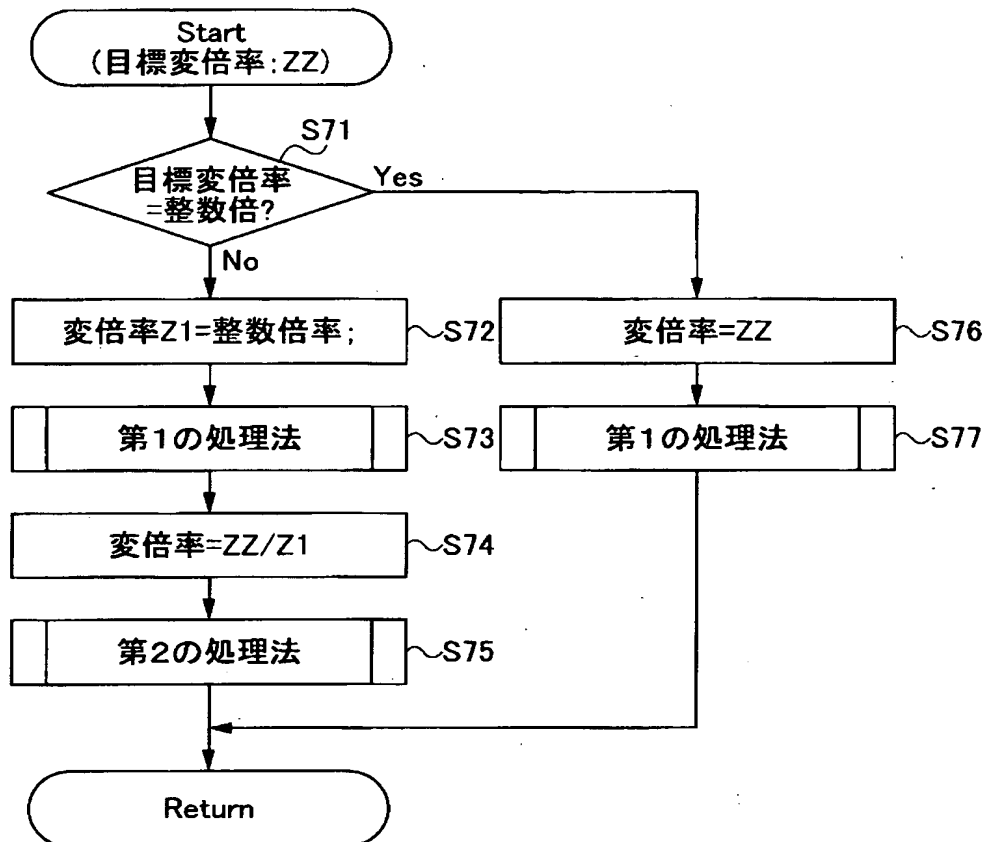 Start
(目標変倍率:ZZ)
S71
目標変倍率
=整数倍?
Yes
No
変倍率Z1=整数倍率;
S72
変倍率=ZZ
S76
第1の処理法
S73
第1の処理法
S77
変倍率=ZZ/Z1
S74
第2の処理法
S75
Return